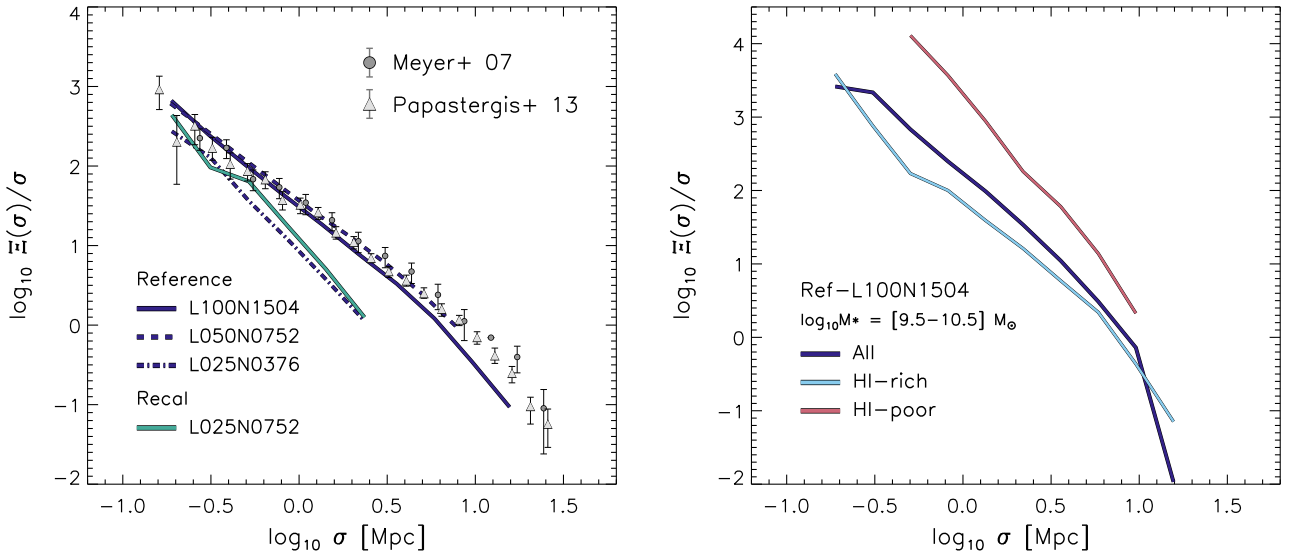 4
3
2
1
0
−1
−2
log₁₀ Ξ(σ)/σ
Meyer+ 07
Papastergis+ 13
Reference
L100N1504
L050N0752
L025N0376
Recal
L025N0752
−1.0 −0.5 0.0 0.5 1.0 1.5
log₁₀ σ [Mpc]
4
3
2
1
0
−1
−2
log₁₀ Ξ(σ)/σ
Ref−L100N1504
log₁₀M* = [9.5−10.5] M⊙
All
HI−rich
HI−poor
−1.0 −0.5 0.0 0.5 1.0 1.5
log₁₀ σ [Mpc]